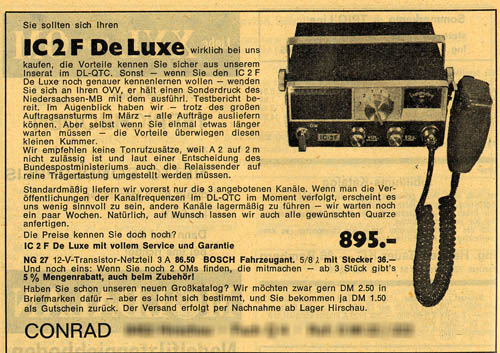 Sie sollten sich Ihren
IC 2 F De Luxe wirklich bei uns
kaufen, die Vorteile kennen Sie sicher aus unserem
Inserat im DL-QTC. Sonst — wenn Sie den IC 2 F
De Luxe noch genauer kennenlernen wollen — wenden
Sie sich an Ihren OVV, er hält einen Sonderdruck des
Niedersachsen-MB mit dem ausführl. Testbericht be-
reit. Im Augenblick haben wir — trotz des großen
Auftragsansturms im März — alle Aufträge ausliefern
können. Aber selbst wenn Sie einmal etwas länger
warten müssen — die Vorteile überwiegen diesen
kleinen Kummer.
Wir empfehlen keine Tonrufzusätze, weil A 2 auf 2 m
nicht zulässig ist und laut einer Entscheidung des
Bundespostministeriums auch die Relaissender auf
reine Trägertastung umgestellt werden müssen.
Standardmäßig liefern wir vorerst nur die 3 angebotenen Kanäle. Wenn man die Ver-
öffentlichungen der Kanalfrequenzen im DL-QTC im Moment verfolgt, erscheint es
uns wenig sinnvoll zu sein, andere Kanäle lagermäßig zu führen — wir warten noch
ein paar Wochen. Natürlich, auf Wunsch lassen wir auch alle gewünschten Quarze
anfertigen.
Die Preise kennen Sie doch noch?
IC 2 F De Luxe mit vollem Service und Garantie 895.-
NG 27 12-V-Transistor-Netzteil 3 A 86.50 BOSCH Fahrzeugant. 5/8 λ mit Stecker 36.—
Und noch eins: Wenn Sie noch 2 OMs finden, die mitmachen — ab 3 Stück gibt's
5 % Mengenrabatt, auch beim Zubehör!
Haben Sie schon unseren neuen Großkatalog? Wir möchten zwar gern DM 2.50 in
Briefmarken dafür — aber es lohnt sich bestimmt, und Sie bekommen ja DM 1.50
als Gutschein zurück. Der Versand erfolgt per Nachnahme ab Lager Hirschau.
CONRAD